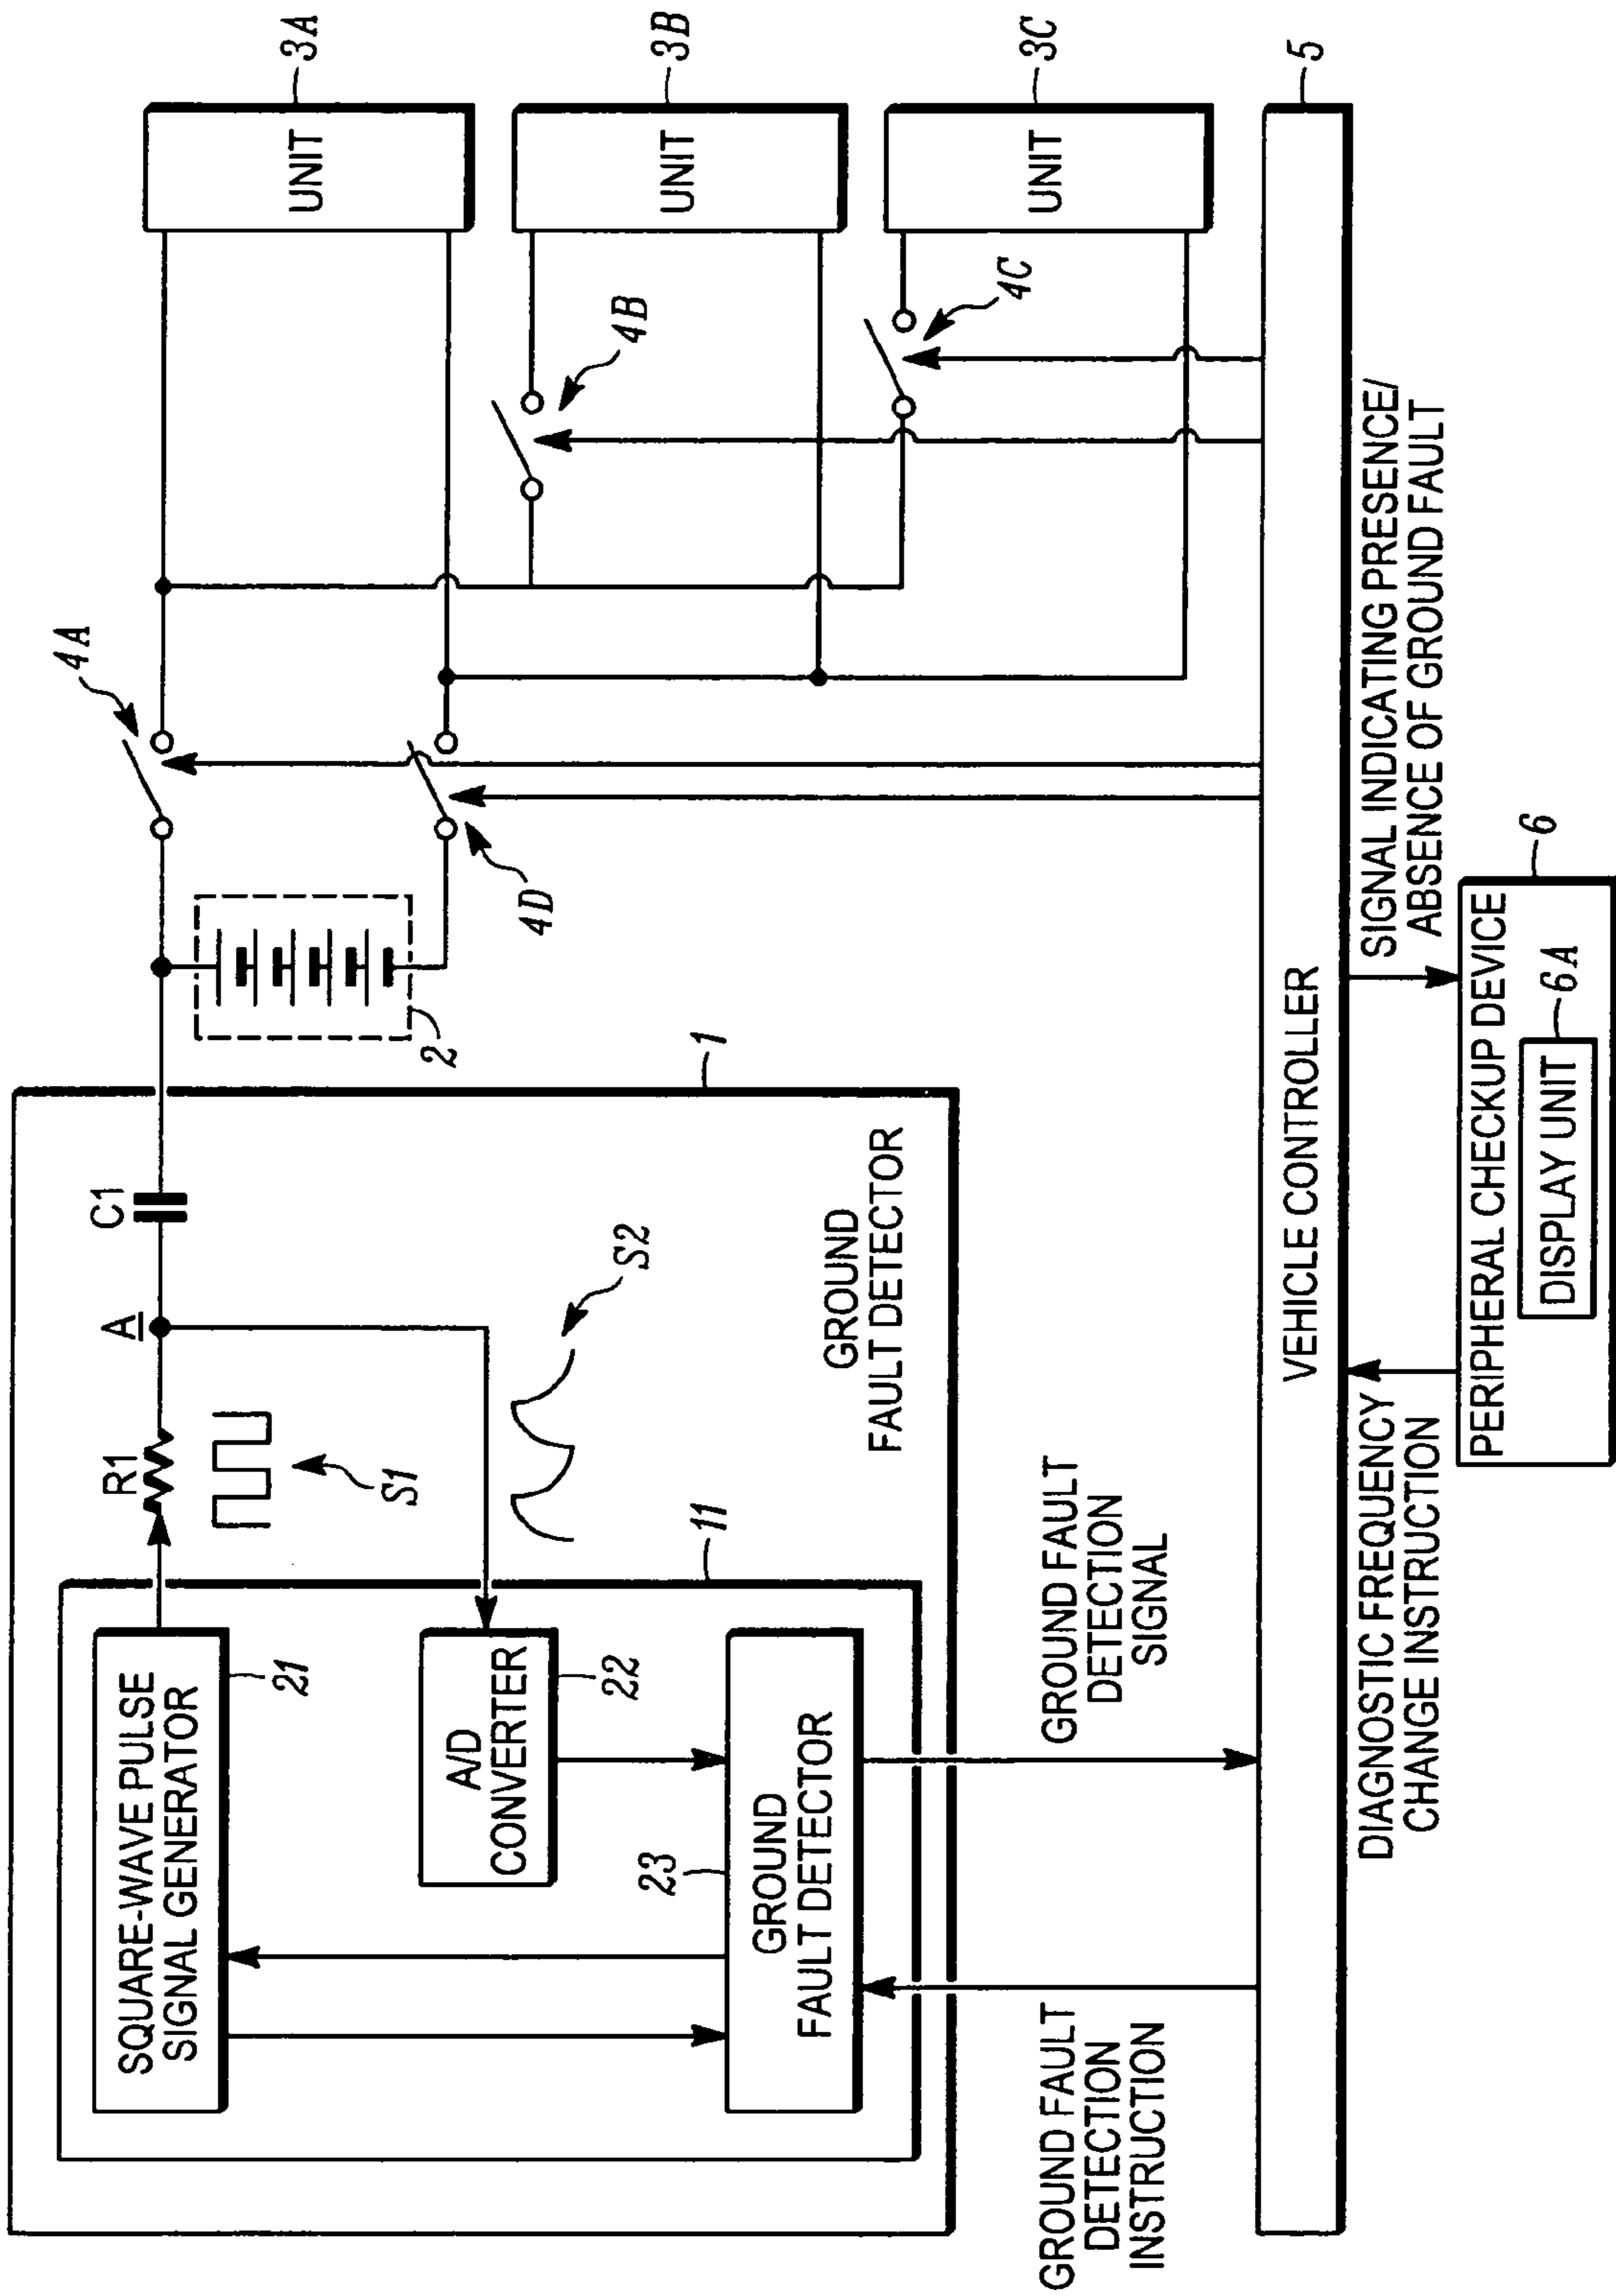 SQUARE-WAVE PULSE
SIGNAL GENERATOR
21
R1
A
C1
S1
S2
A/D
CONVERTER
22
23
GROUND
FAULT DETECTOR
11
GROUND
FAULT DETECTOR
1
2
4A
4D
4B
4C
UNIT
3A
UNIT
3B
UNIT
3C
GROUND FAULT
DETECTION
INSTRUCTION
GROUND FAULT
DETECTION
SIGNAL
VEHICLE CONTROLLER
5
DIAGNOSTIC FREQUENCY
CHANGE INSTRUCTION
SIGNAL INDICATING PRESENCE/
ABSENCE OF GROUND FAULT
PERIPHERAL CHECKUP DEVICE
6
DISPLAY UNIT
6A